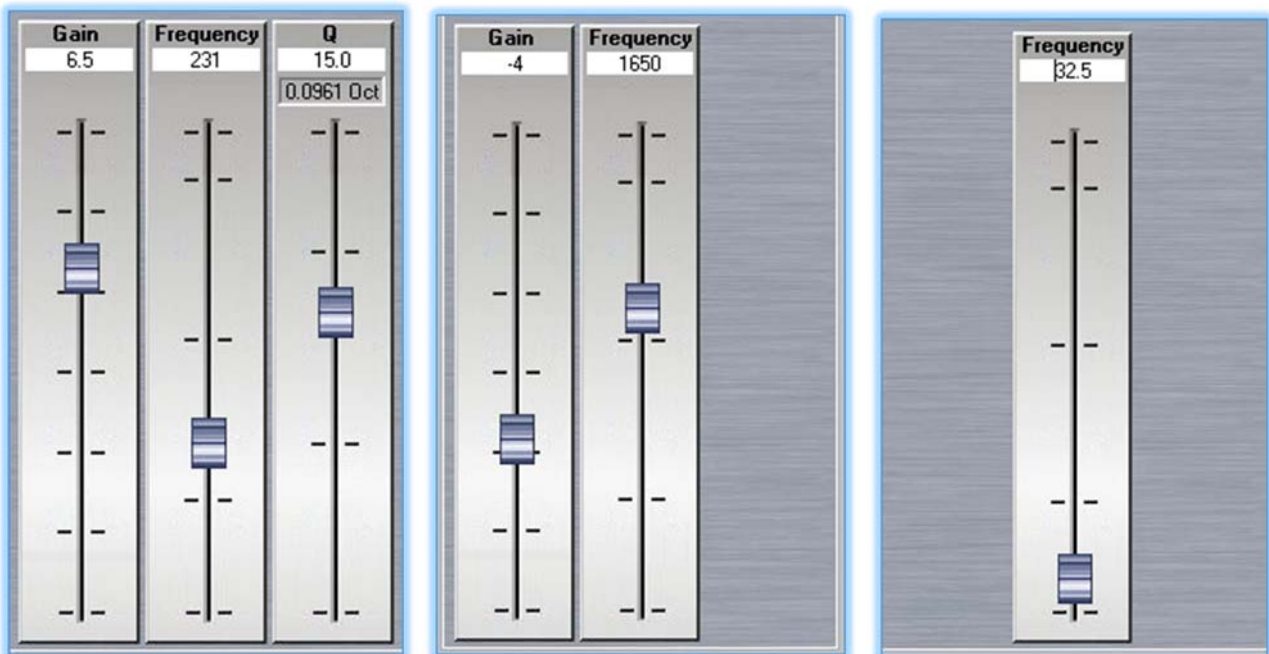 Gain Frequency Q
6.5 231 15.0
0.0961 Oct
Gain Frequency
-4 1650
Frequency
32.5